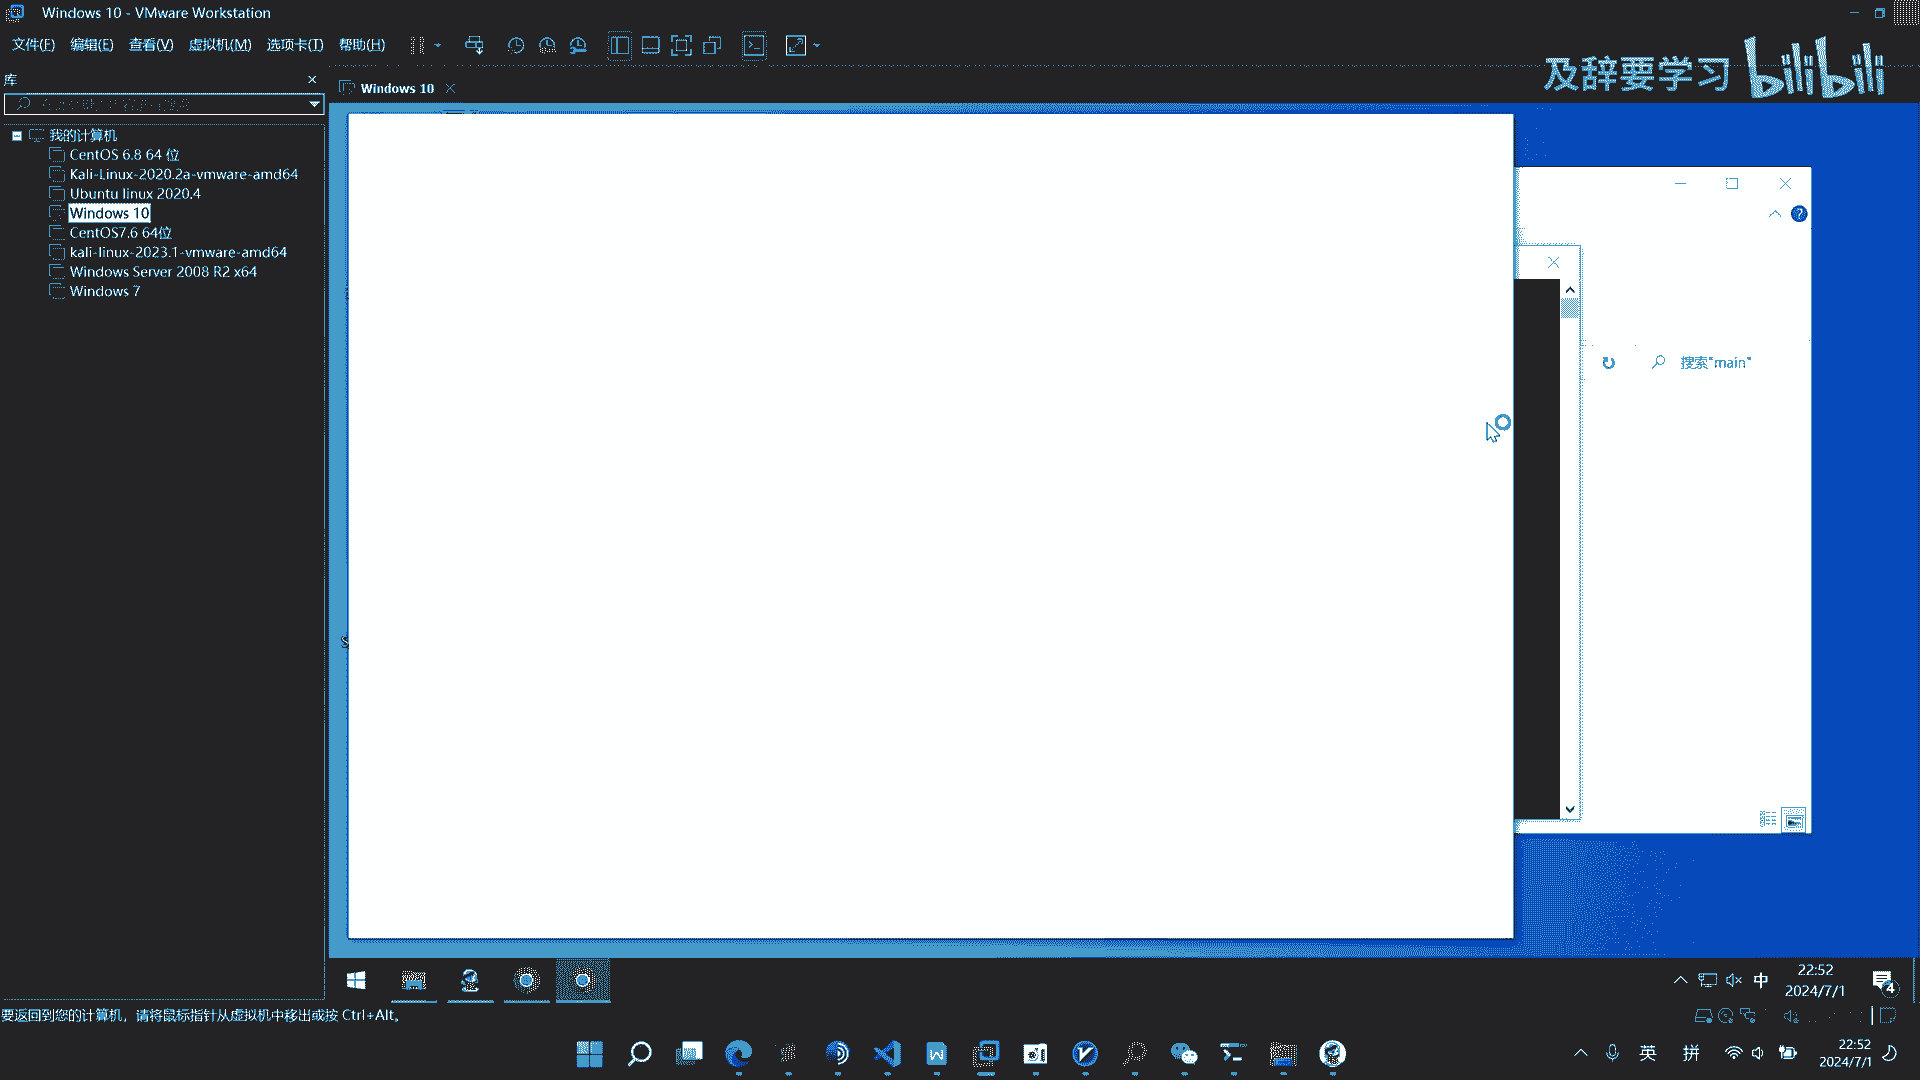 Windows 10 - VMware Workstation
文件(F) 编辑(E) 查看(V) 虚拟机(M) 选项卡(T) 帮助(H)
及辞要学习 bilibili
库
Windows 10
我的计算机
CentOS 6.8 64 位
Kali-Linux-2020.2a-vmware-amd64
Ubuntu linux 2020.4
Windows 10
CentOS7.6 64位
kali-linux-2023.1-vmware-amd64
Windows Server 2008 R2 x64
Windows 7
搜索"main"
S
中
22:52
2024/7/1
4
要返回到您的计算机，请将鼠标指针从虚拟机中移出或按 Ctrl+Alt。
英 拼
22:52
2024/7/1